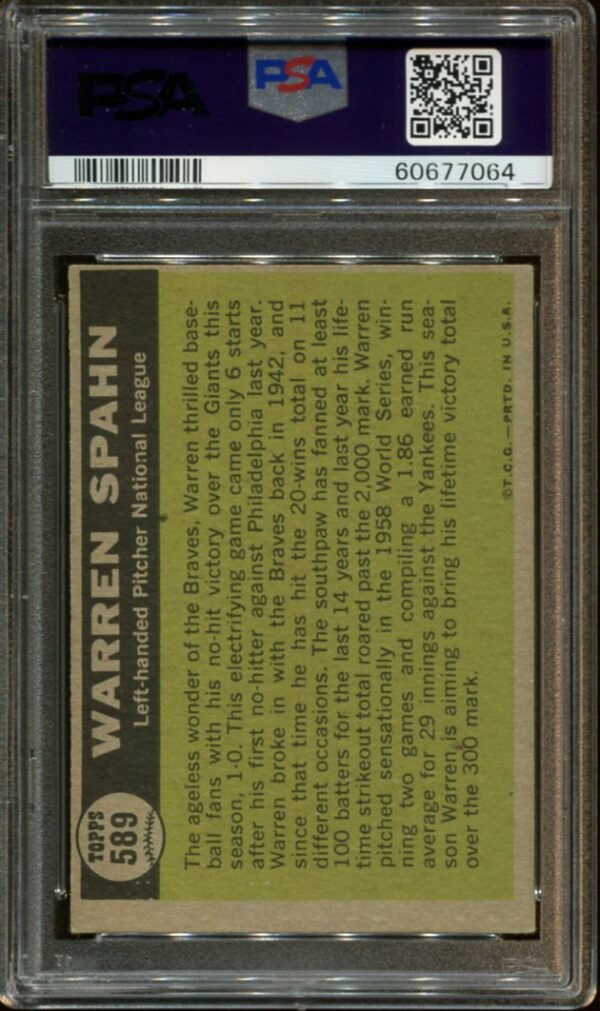 PSA
PSA
60677064
TOPPS
589
WARREN SPAHN
Left-handed Pitcher National League
The ageless wonder of the Braves, Warren thrilled base-
ball fans with his no-hit victory over the Giants this
season, 1-0. This electrifying game came only 6 starts
after his first no-hitter against Philadelphia last year.
Warren broke in with the Braves back in 1942, and
since that time he has hit the 20-wins total on 11
different occasions. The southpaw has fanned at least
100 batters for the last 14 years and last year his life-
time strikeout total roared past the 2,000 mark. Warren
pitched sensationally in the 1958 World Series, win-
ning two games and compiling a 1.86 earned run
average for 29 innings against the Yankees. This sea-
son Warren is aiming to bring his lifetime victory total
over the 300 mark.
©T.C.G.—PRTD. IN U.S.A.